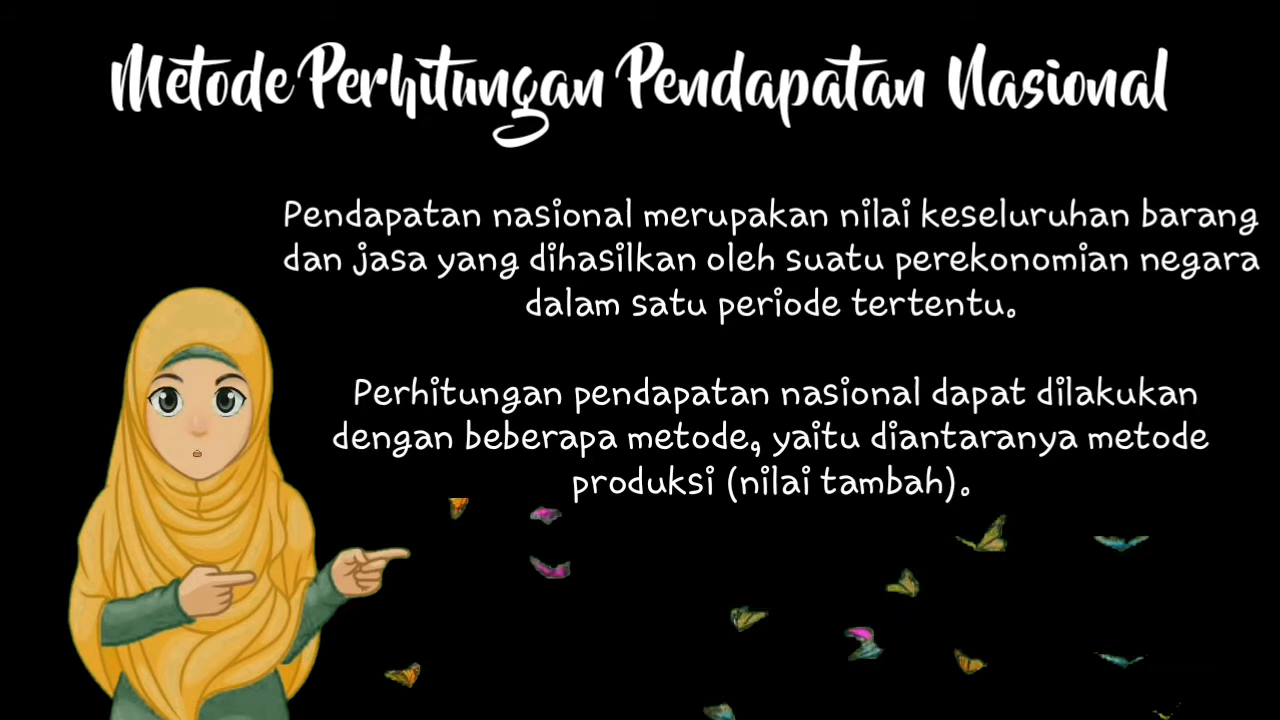 Metode Perhitungan Pendapatan Nasional
Pendapatan nasional merupakan nilai keseluruhan barang
dan jasa yang dihasilkan oleh suatu perekonomian negara
dalam satu periode tertentu.
Perhitungan pendapatan nasional dapat dilakukan
dengan beberapa metode, yaitu diantaranya metode
produksi (nilai tambah).